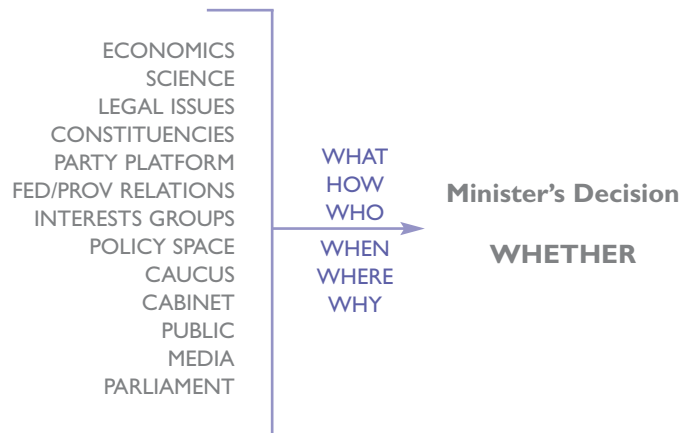 ECONOMICS
SCIENCE
LEGAL ISSUES
CONSTITUENCIES
PARTY PLATFORM
FED/PROV RELATIONS
INTERESTS GROUPS
POLICY SPACE
CAUCUS
CABINET
PUBLIC
MEDIA
PARLIAMENT
WHAT
HOW
WHO
WHEN
WHERE
WHY
Minister’s Decision
WHETHER